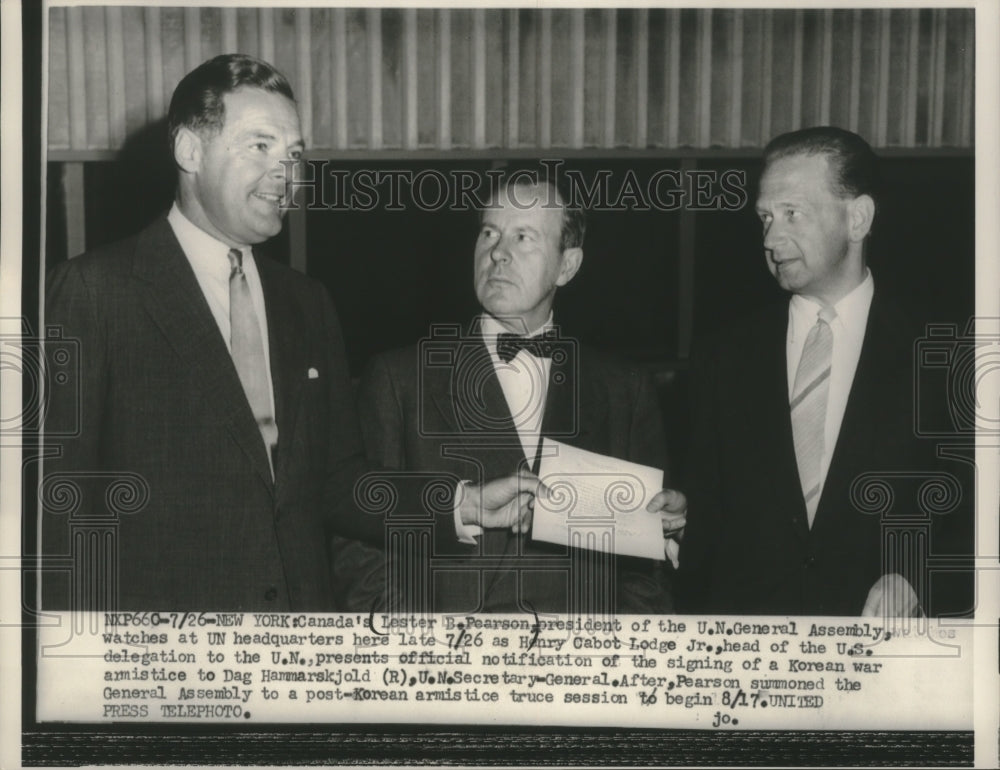 HISTORIC IMAGES
NXP660-7/26-NEW YORK:Canada's (Lester B.Pearson,president of the U.N.General Assembly,
watches at UN headquarters here late 7/26 as Henry Cabot Lodge Jr.,head of the U.S.
delegation to the U.N.,presents official notification of the signing of a Korean war
armistice to Dag Hammarskjold (R),U.N.Secretary-General.After,Pearson summoned the
General Assembly to a post-Korean armistice truce session to begin 8/17.UNITED
PRESS TELEPHOTO.
jo.